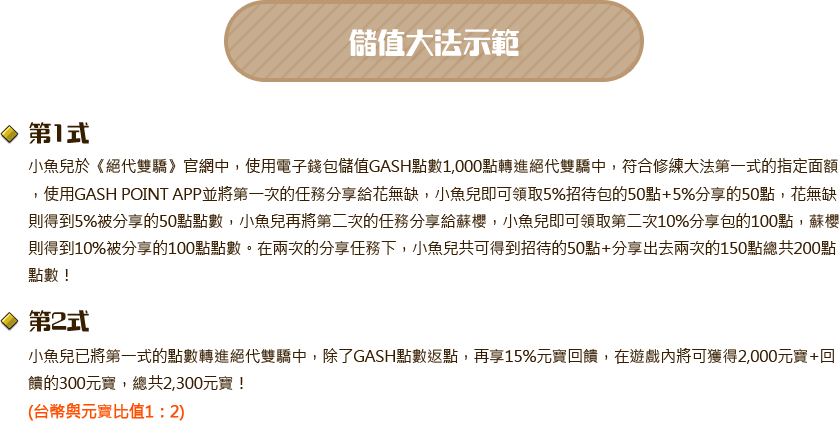 儲值大法示範
第1式
小魚兒於《絕代雙驕》官網中，使用電子錢包儲值GASH點數1,000點轉進絕代雙驕中，符合修練大法第一式的指定面額
，使用GASH POINT APP並將第一次的任務分享給花無缺，小魚兒即可領取5%招待包的50點+5%分享的50點，花無缺
則得到5%被分享的50點點數，小魚兒再將第二次的任務分享給蘇櫻，小魚兒即可領取第二次10%分享包的100點，蘇櫻
則得到10%被分享的100點點數。在兩次的分享任務下，小魚兒共可得到招待的50點+分享出去兩次的150點總共200點
點數！
第2式
小魚兒已將第一式的點數轉進絕代雙驕中，除了GASH點數返點，再享15%元寶回饋，在遊戲內將可獲得2,000元寶+回
饋的300元寶，總共2,300元寶！
(台幣與元寶比值1：2)